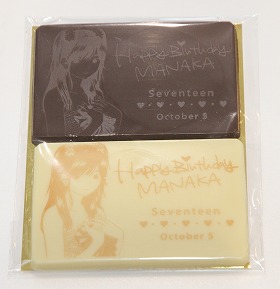 Happy Birthday
MANAKA
Seventeen
October 5
Happy Birthday
MANAKA
Seventeen
October 5